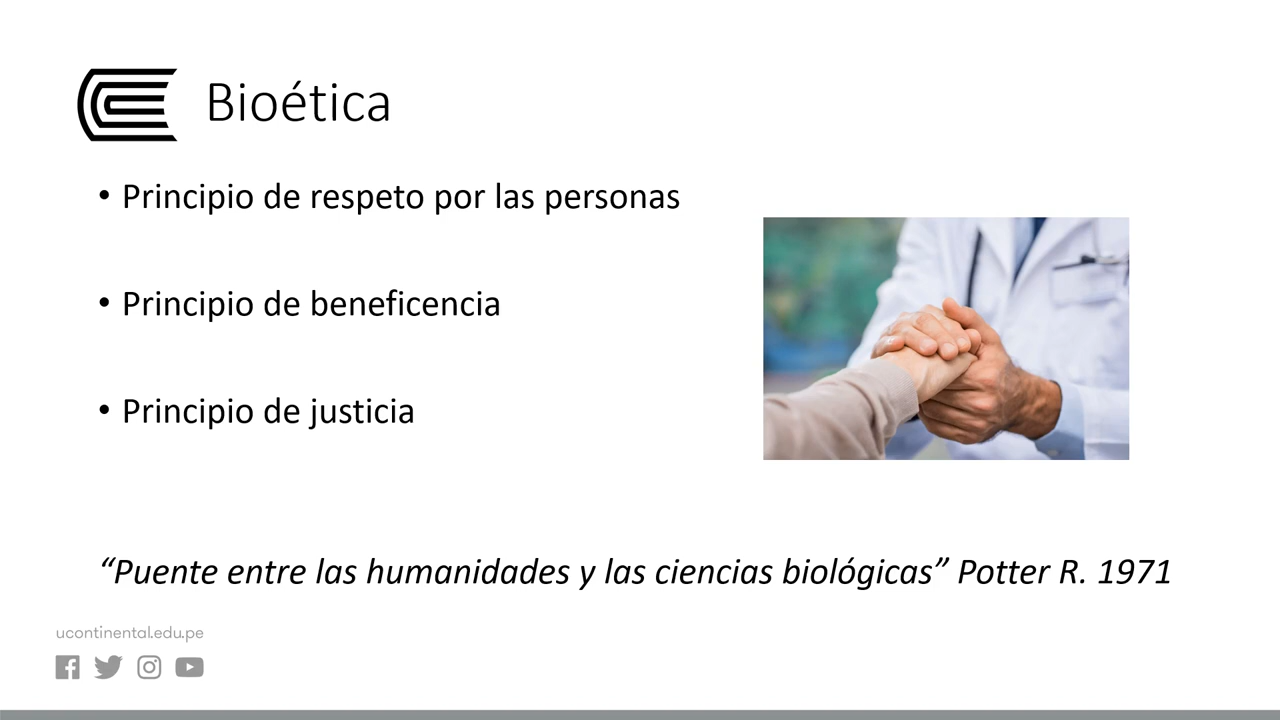 Bioética
• Principio de respeto por las personas
• Principio de beneficencia
• Principio de justicia
“Puente entre las humanidades y las ciencias biológicas” Potter R. 1971
ucontinental.edu.pe